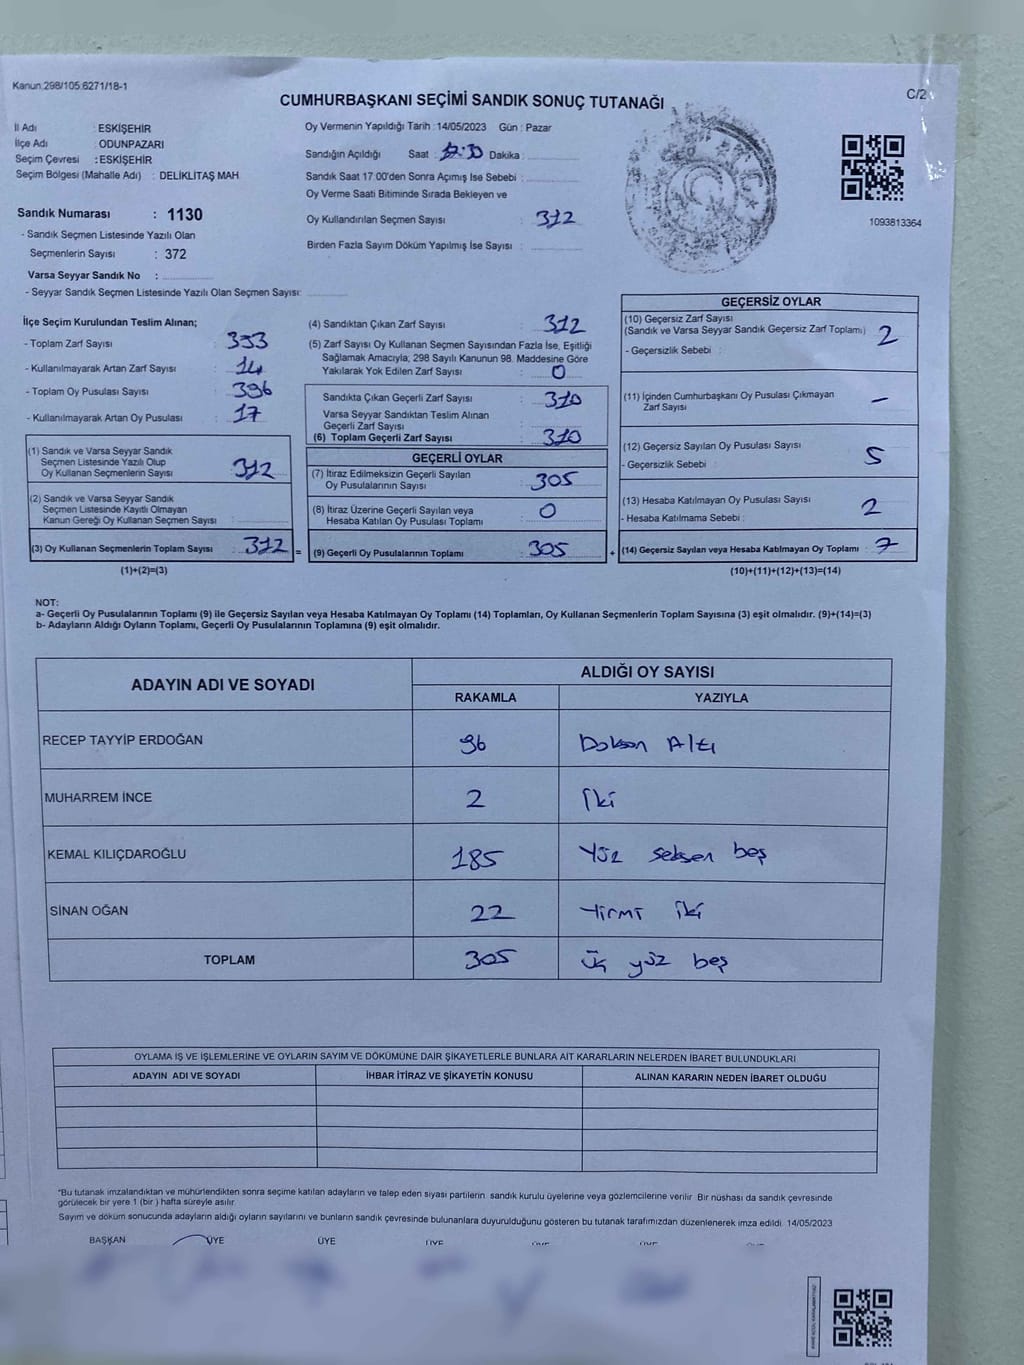 Kanun:298/105:6271/18-1
C/2
CUMHURBAŞKANI SEÇİMİ SANDIK SONUÇ TUTANAĞI
İl Adı : ESKİŞEHİR
İlçe Adı : ODUNPAZARI
Seçim Çevresi : ESKİŞEHİR
Seçim Bölgesi (Mahalle Adı) : DELİKLİTAŞ MAH
Sandık Numarası : 1130
- Sandık Seçmen Listesinde Yazılı Olan
Seçmenlerin Sayısı : 372
Varsa Seyyar Sandık No :
- Seyyar Sandık Seçmen Listesinde Yazılı Olan Seçmen Sayısı:
Oy Vermenin Yapıldığı Tarih : 14/05/2023 Gün : Pazar
Sandığın Açıldığı Saat : Dakika :
Sandık Saat 17:00'den Sonra Açımış İse Sebebi :
Oy Verme Saati Bitiminde Sırada Bekleyen ve
Oy Kullandırılan Seçmen Sayısı : 312
Birden Fazla Sayım Döküm Yapılmış İse Sayısı :
1093813364
İlçe Seçim Kurulundan Teslim Alınan;
- Toplam Zarf Sayısı : 393
- Kullanılmayarak Artan Zarf Sayısı : 14
- Toplam Oy Pusulası Sayısı : 396
- Kullanılmayarak Artan Oy Pusulası : 17
(1) Sandık ve Varsa Seyyar Sandık
Seçmen Listesinde Yazılı Olup
Oy Kullanan Seçmenlerin Sayısı : 312
(2) Sandık ve Varsa Seyyar Sandık
Seçmen Listesinde Kayıtlı Olmayan
Kanun Gereği Oy Kullanan Seçmen Sayısı :
(3) Oy Kullanan Seçmenlerin Toplam Sayısı : 312 =
(1)+(2)=(3)
(4) Sandıktan Çıkan Zarf Sayısı : 312
(5) Zarf Sayısı Oy Kullanan Seçmen Sayısından Fazla İse, Eşitliği
Sağlamak Amacıyla; 298 Sayılı Kanunun 98. Maddesine Göre
Yakılarak Yok Edilen Zarf Sayısı : 0
Sandıkta Çıkan Geçerli Zarf Sayısı : 310
Varsa Seyyar Sandıktan Teslim Alınan
Geçerli Zarf Sayısı :
(6) Toplam Geçerli Zarf Sayısı : 310
GEÇERLİ OYLAR
(7) İtiraz Edilmeksizin Geçerli Sayılan
Oy Pusulalarının Sayısı : 305
(8) İtiraz Üzerine Geçerli Sayılan veya
Hesaba Katılan Oy Pusulası Toplamı : 0
(9) Geçerli Oy Pusulalarının Toplamı : 305 +
GEÇERSİZ OYLAR
(10) Geçersiz Zarf Sayısı
(Sandık ve Varsa Seyyar Sandık Geçersiz Zarf Toplamı) : 2
- Geçersizlik Sebebi :
(11) İçinden Cumhurbaşkanı Oy Pusulası Çıkmayan
Zarf Sayısı : -
(12) Geçersiz Sayılan Oy Pusulası Sayısı : 5
- Geçersizlik Sebebi :
(13) Hesaba Katılmayan Oy Pusulası Sayısı : 2
- Hesaba Katılmama Sebebi :
(14) Geçersiz Sayılan veya Hesaba Katılmayan Oy Toplamı : 7
(10)+(11)+(12)+(13)=(14)
NOT:
a- Geçerli Oy Pusulalarının Toplamı (9) ile Geçersiz Sayılan veya Hesaba Katılmayan Oy Toplamı (14) Toplamları, Oy Kullanan Seçmenlerin Toplam Sayısına (3) eşit olmalıdır. (9)+(14)=(3)
b- Adayların Aldığı Oyların Toplamı, Geçerli Oy Pusulalarının Toplamına (9) eşit olmalıdır.
ADAYIN ADI VE SOYADI
ALDIĞI OY SAYISI
RAKAMLA YAZIYLA
RECEP TAYYİP ERDOĞAN 96 Doksan Altı
MUHARREM İNCE 2 İki
KEMAL KILIÇDAROĞLU 185 Yüz seksen beş
SİNAN OĞAN 22 Yirmi iki
TOPLAM 305 üç yüz beş
OYLAMA İŞ VE İŞLEMLERİNE VE OYLARIN SAYIM VE DÖKÜMÜNE DAİR ŞİKAYETLERLE BUNLARA AİT KARARLARIN NELERDEN İBARET BULUNDUKLARI
ADAYIN ADI VE SOYADI İHBAR İTİRAZ VE ŞİKAYETİN KONUSU ALINAN KARARIN NEDEN İBARET OLDUĞU
*Bu tutanak imzalandıktan ve mühürlendikten sonra seçime katılan adayların ve talep eden siyasi partilerin sandık kurulu üyelerine veya gözlemcilerine verilir. Bir nüshası da sandık çevresinde
görülecek bir yere 1 (bir) hafta süreyle asılır.
Sayım ve döküm sonucunda adayların aldığı oyların sayılarını ve bunların sandık çevresinde bulunanlara duyurulduğunu gösteren bu tutanak tarafımızdan düzenlenerek imza edildi. 14/05/2023
BAŞKAN ÜYE ÜYE ÜYE